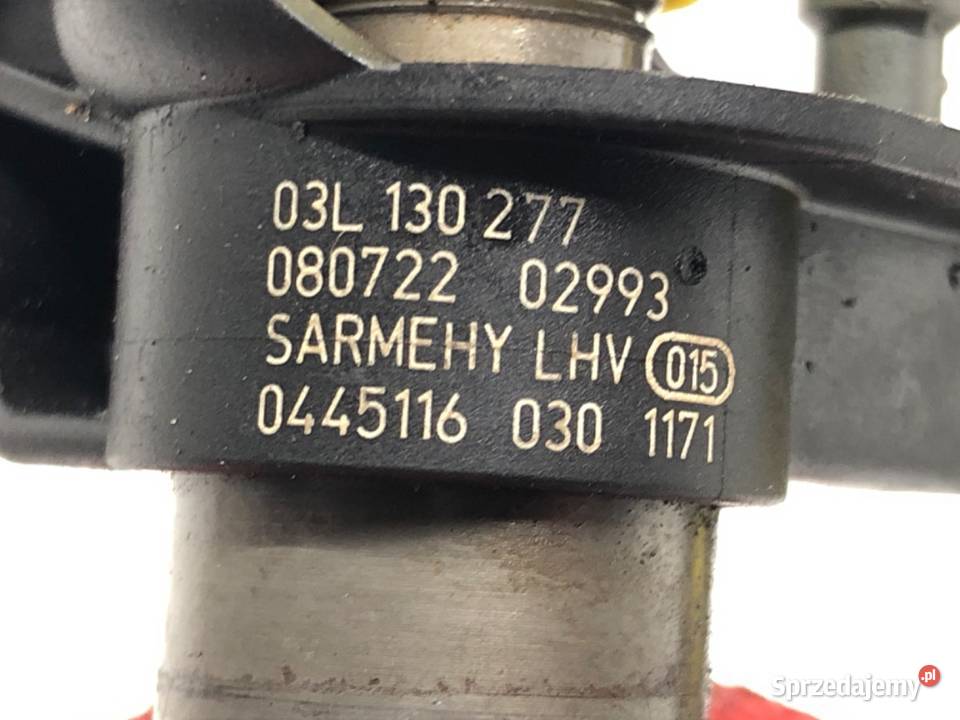 03L 130 277
080722 02993
SARMEHY LHV 015
0445116 030 1171
Sprzedajemy.pl